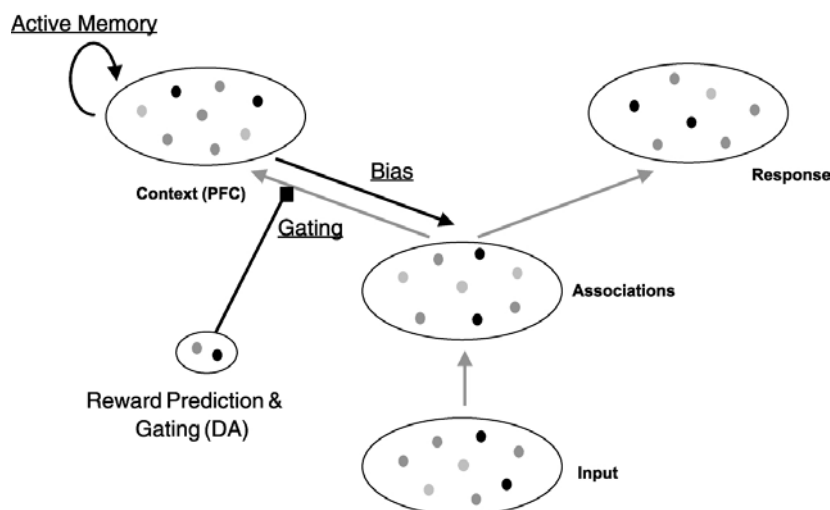 Active Memory
Bias
Response
Context (PFC)
Gating
Associations
Reward Prediction &
Gating (DA)
Input